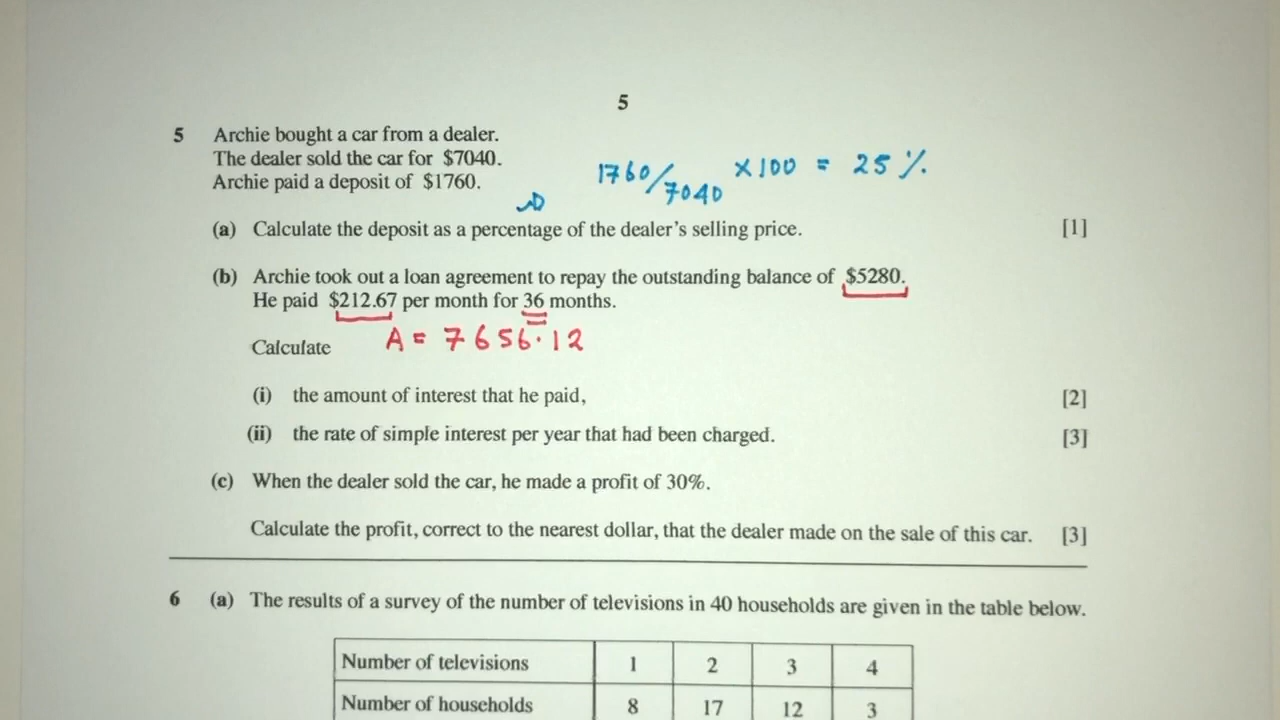 5
5 Archie bought a car from a dealer.
The dealer sold the car for $7040.
Archie paid a deposit of $1760.
1760/7040 ×100 = 25%.
(a) Calculate the deposit as a percentage of the dealer's selling price. [1]
(b) Archie took out a loan agreement to repay the outstanding balance of $5280.
He paid $212.67 per month for 36 months.
Calculate A = 7656.12
(i) the amount of interest that he paid, [2]
(ii) the rate of simple interest per year that had been charged. [3]
(c) When the dealer sold the car, he made a profit of 30%.
Calculate the profit, correct to the nearest dollar, that the dealer made on the sale of this car. [3]
6 (a) The results of a survey of the number of televisions in 40 households are given in the table below.
Number of televisions 1 2 3 4
Number of households 8 17 12 3